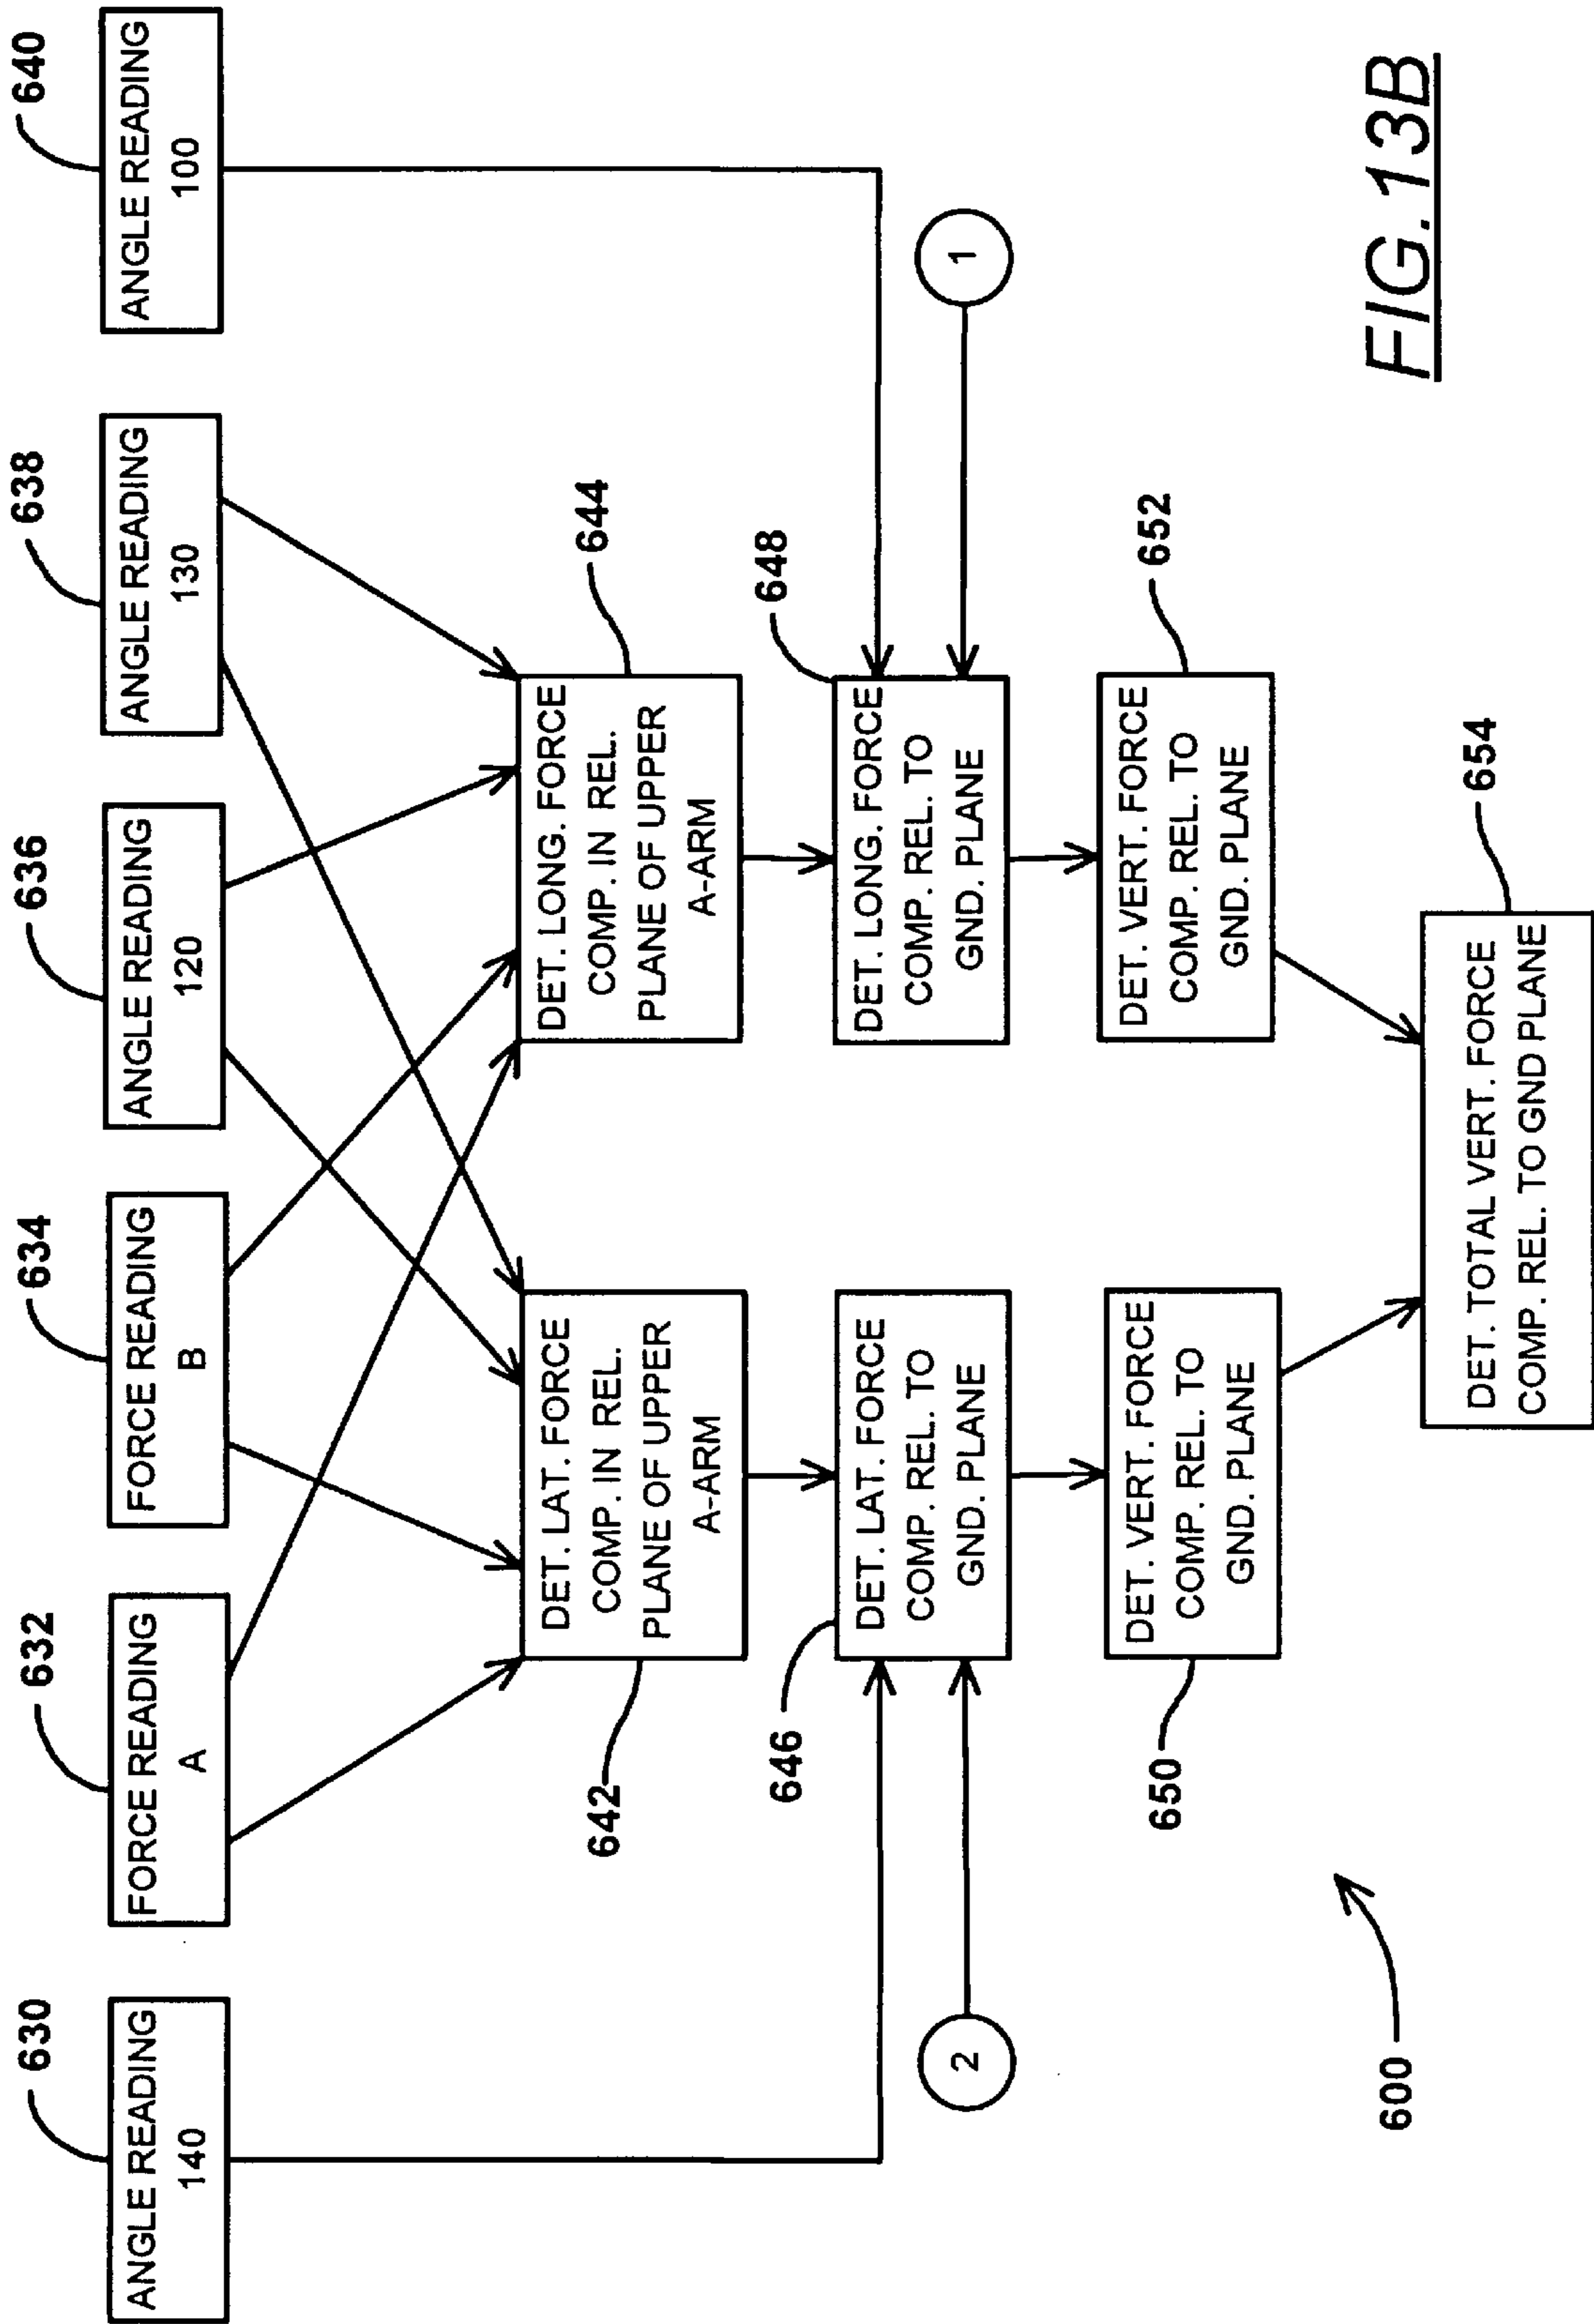 630
632
634
636
638
640
ANGLE READING
140
FORCE READING
A
FORCE READING
B
ANGLE READING
120
ANGLE READING
130
ANGLE READING
100
DET. LAT. FORCE
COMP. IN REL.
PLANE OF UPPER
A-ARM
642
DET. LONG. FORCE
COMP. IN REL.
PLANE OF UPPER
A-ARM
644
646
DET. LAT. FORCE
COMP. REL. TO
GND. PLANE
2
648
DET. LONG. FORCE
COMP. REL. TO
GND. PLANE
1
650
DET. VERT. FORCE
COMP. REL. TO
GND. PLANE
652
DET. VERT. FORCE
COMP. REL. TO
GND. PLANE
654
DET. TOTAL VERT. FORCE
COMP. REL. TO GND PLANE
600
FIG. 13B